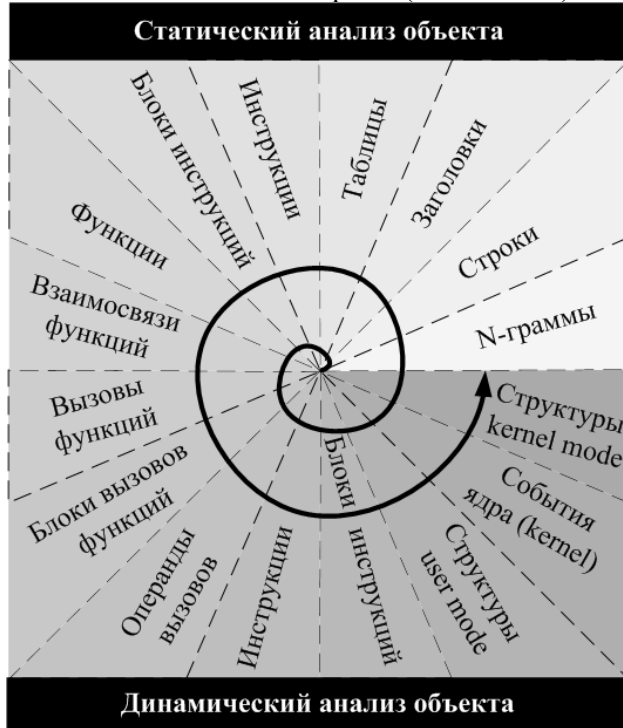 Статический анализ объекта
Блоки инструкций
Инструкции
Таблицы
Заголовки
Функции
Строки
Взаимосвязи
функций
N-граммы
Вызовы
функций
Структуры
kernel mode
Блоки вызовов
функций
События
ядра (kernel)
Операнды
вызовов
Инструкции
Блоки
инструкций
Структуры
user mode
Динамический анализ объекта